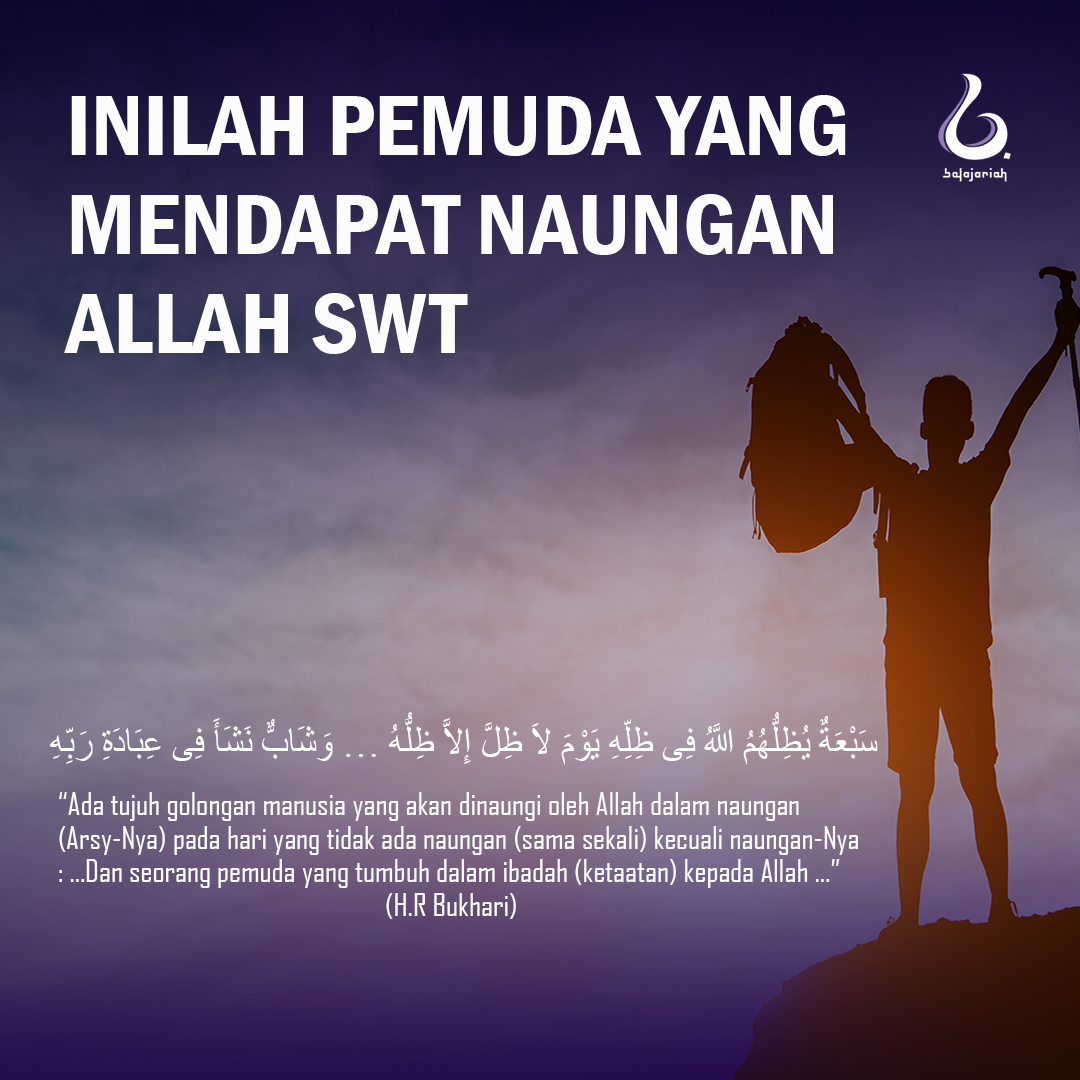 INILAH PEMUDA YANG
MENDAPAT NAUNGAN
ALLAH SWT
balajariah
سَبْعَةٌ يُظِلُّهُمُ اللَّهُ فِى ظِلِّهِ يَوْمَ لاَ ظِلَّ إِلاَّ ظِلُّهُ ... وَشَابٌّ نَشَأَ فِى عِبَادَةِ رَبِّهِ
“Ada tujuh golongan manusia yang akan dinaungi oleh Allah dalam naungan
(Arsy-Nya) pada hari yang tidak ada naungan (sama sekali) kecuali naungan-Nya
: ...Dan seorang pemuda yang tumbuh dalam ibadah (ketaatan) kepada Allah ...”
(H.R Bukhari)